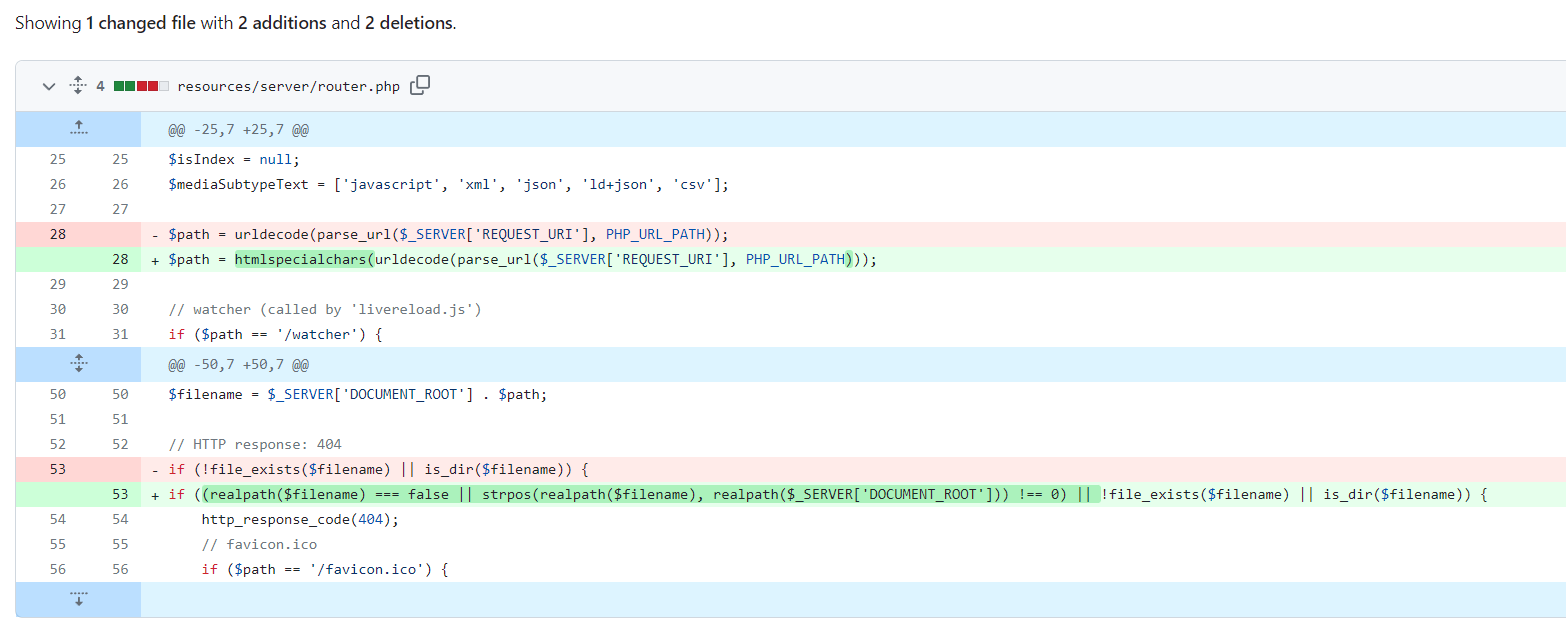 Showing 1 changed file with 2 additions and 2 deletions.
4 resources/server/router.php
@@ -25,7 +25,7 @@
25 25 $isIndex = null;
26 26 $mediaSubtypeText = ['javascript', 'xml', 'json', 'ld+json', 'csv'];
27 27
28 - $path = urldecode(parse_url($_SERVER['REQUEST_URI'], PHP_URL_PATH));
28 + $path = htmlspecialchars(urldecode(parse_url($_SERVER['REQUEST_URI'], PHP_URL_PATH)));
29 29
30 30 // watcher (called by 'livereload.js')
31 31 if ($path == '/watcher') {
@@ -50,7 +50,7 @@
50 50 $filename = $_SERVER['DOCUMENT_ROOT'] . $path;
51 51
52 52 // HTTP response: 404
53 - if (!file_exists($filename) || is_dir($filename)) {
53 + if ((realpath($filename) === false || strpos(realpath($filename), realpath($_SERVER['DOCUMENT_ROOT'])) !== 0) || !file_exists($filename) || is_dir($filename)) {
54 54 http_response_code(404);
55 55 // favicon.ico
56 56 if ($path == '/favicon.ico') {